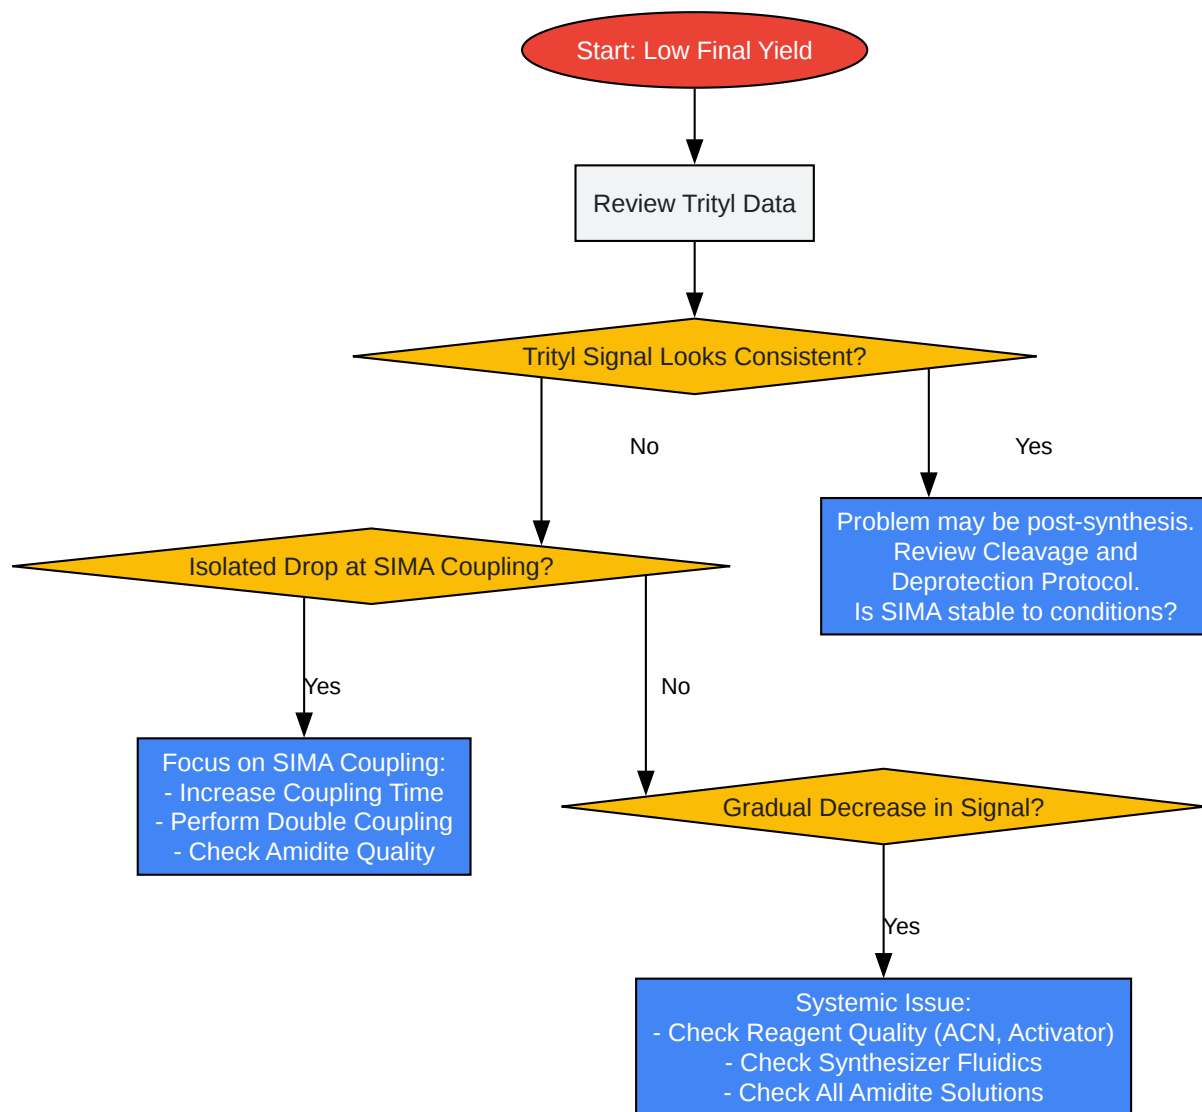 Start: Low Final Yield
Review Trityl Data
Trityl Signal Looks Consistent?
No
Yes
Problem may be post-synthesis.
Review Cleavage and
Deprotection Protocol.
Is SIMA stable to conditions?
Isolated Drop at SIMA Coupling?
Yes
No
Focus on SIMA Coupling:
- Increase Coupling Time
- Perform Double Coupling
- Check Amidite Quality
Gradual Decrease in Signal?
Yes
Systemic Issue:
- Check Reagent Quality (ACN, Activator)
- Check Synthesizer Fluidics
- Check All Amidite Solutions